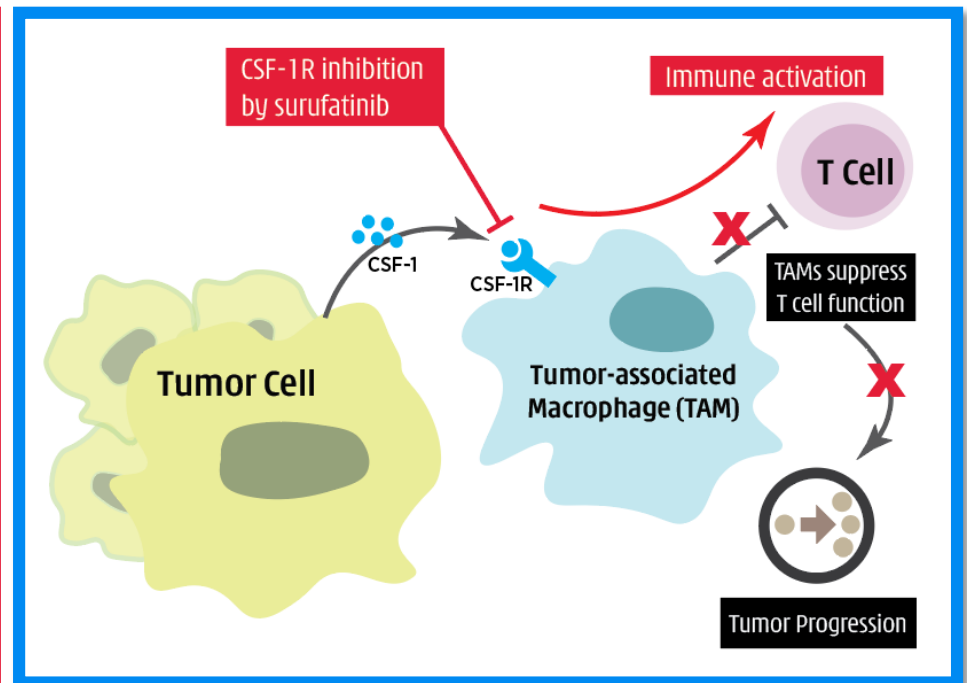 CSF-1R inhibition
by surufatinib
Immune activation
T Cell
CSF-1
CSF-1R
TAMs suppress
T cell function
Tumor Cell
Tumor-associated
Macrophage (TAM)
Tumor Progression